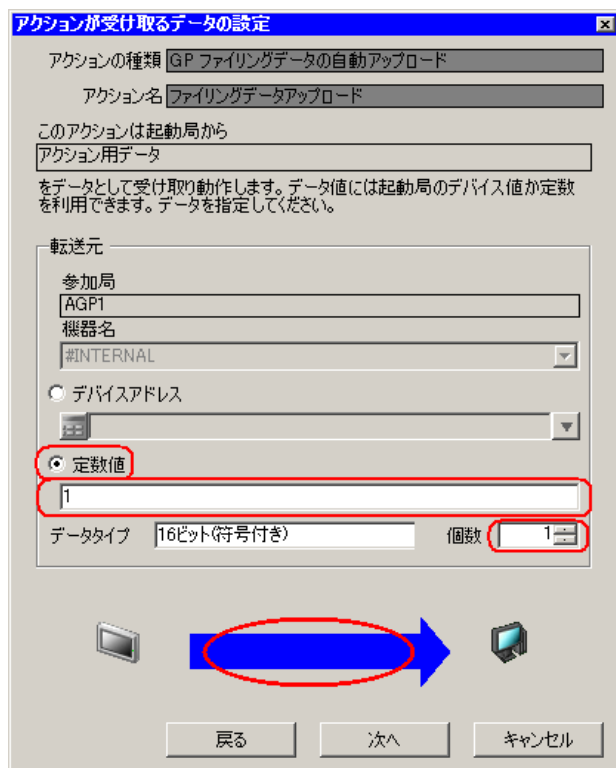 アクションが受け取るデータの設定
アクションの種類 GP ファイリングデータの自動アップロード
アクション名 ファイリングデータアップロード
このアクションは起動局から
アクション用データ
をデータとして受け取り動作します。データ値には起動局のデバイス値か定数
を利用できます。データを指定してください。
転送元
参加局
AGP1
機器名
#INTERNAL
デバイスアドレス
定数値
1
データタイプ 16ビット(符号付き) 個数 1
戻る 次へ キャンセル